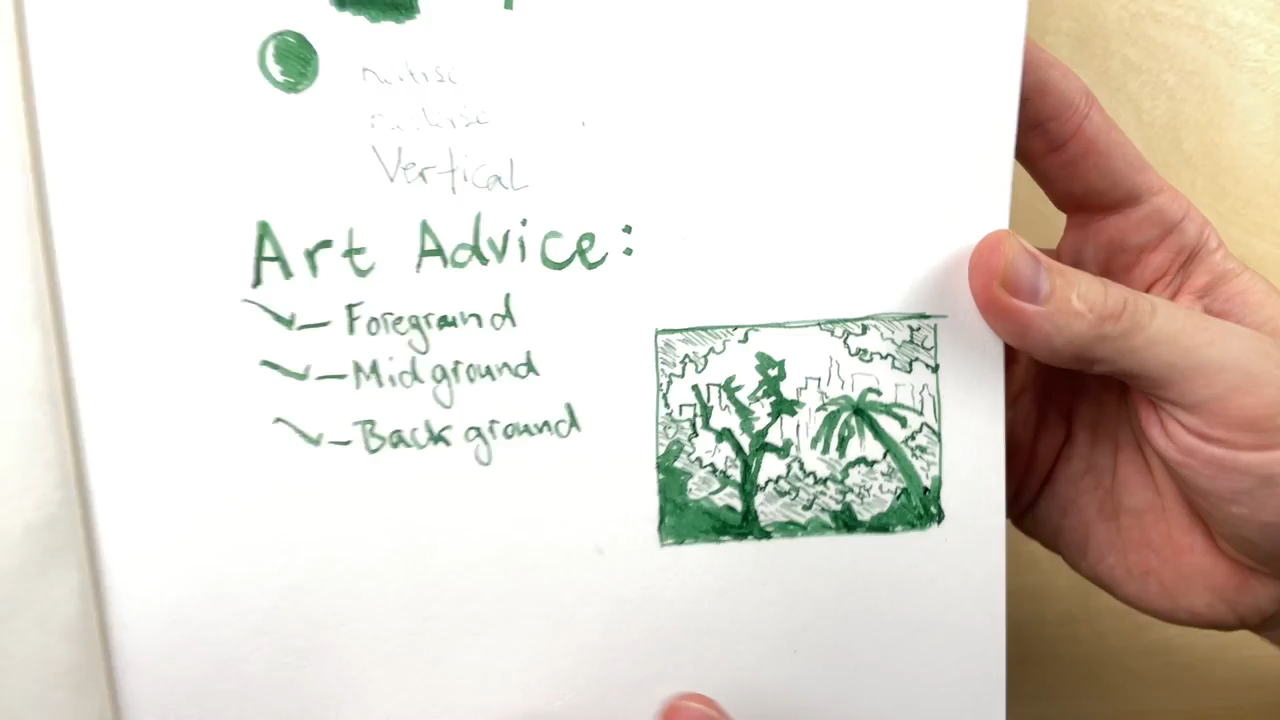 Vertical
Art Advice:
- Foreground
- Midground
- Background